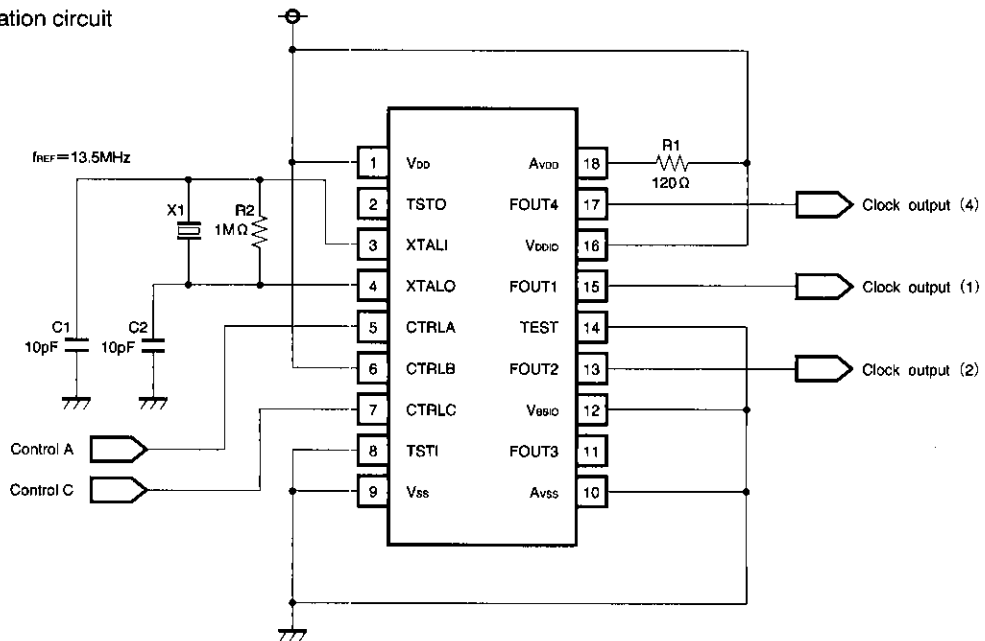 ation circuit
fREF=13.5MHz
X1
R2
1MΩ
C1
10pF
C2
10pF
Control A
Control C
1 VDD
2 TSTO
3 XTALI
4 XTALO
5 CTRLA
6 CTRLB
7 CTRLC
8 TSTI
9 VSS
AVDD 18
FOUT4 17
VDDIO 16
FOUT1 15
TEST 14
FOUT2 13
VSSIO 12
FOUT3 11
AVSS 10
R1
120Ω
Clock output (4)
Clock output (1)
Clock output (2)